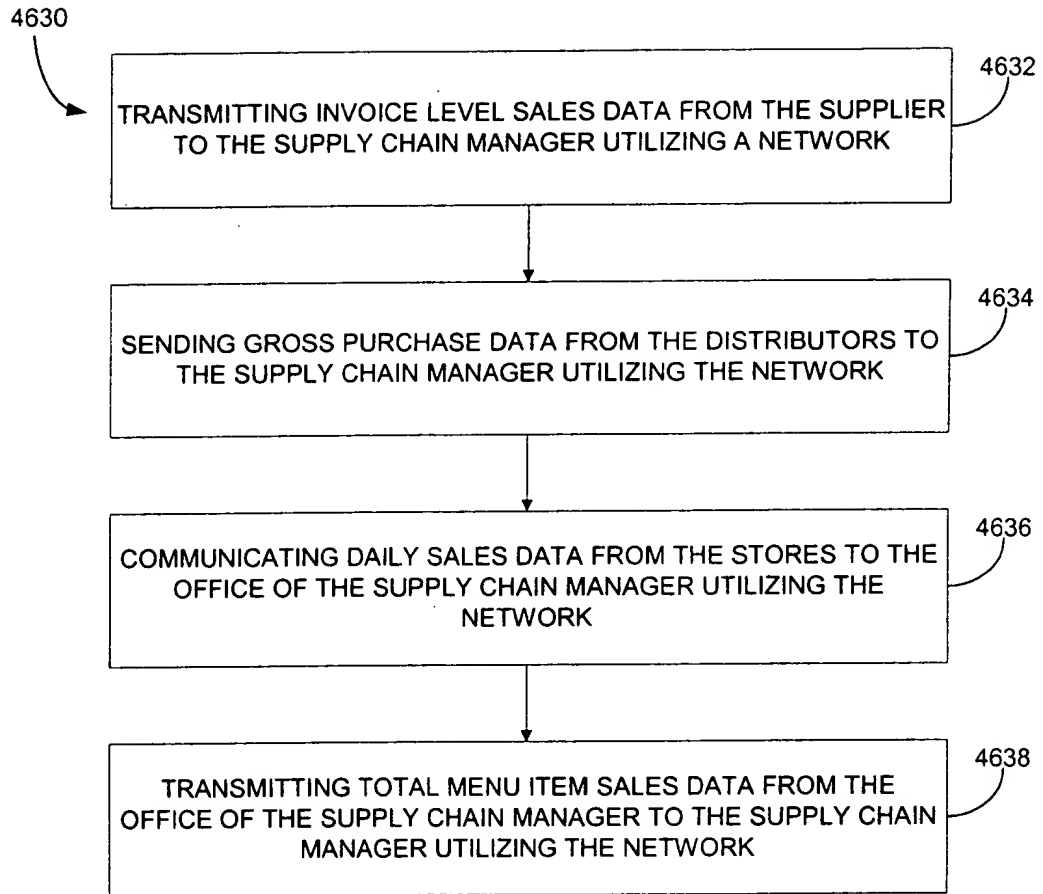 4630
4632
TRANSMITTING INVOICE LEVEL SALES DATA FROM THE SUPPLIER
TO THE SUPPLY CHAIN MANAGER UTILIZING A NETWORK
4634
SENDING GROSS PURCHASE DATA FROM THE DISTRIBUTORS TO
THE SUPPLY CHAIN MANAGER UTILIZING THE NETWORK
4636
COMMUNICATING DAILY SALES DATA FROM THE STORES TO THE
OFFICE OF THE SUPPLY CHAIN MANAGER UTILIZING THE
NETWORK
4638
TRANSMITTING TOTAL MENU ITEM SALES DATA FROM THE
OFFICE OF THE SUPPLY CHAIN MANAGER TO THE SUPPLY CHAIN
MANAGER UTILIZING THE NETWORK